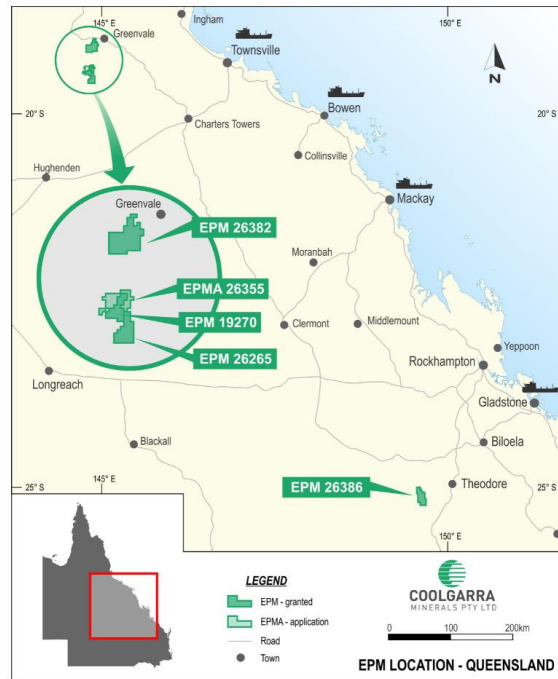 145° E
150° E
Ingham
Greenvale
Townsville
N
20° S
20° S
Bowen
Charters Towers
Collinsville
Hughenden
Mackay
Greenvale
EPM 26382
Moranbah
EPMA 26355
EPM 19270
Clermont
Middlemount
EPM 26265
Yeppoon
Rockhampton
Longreach
Gladstone
Blackall
Biloela
EPM 26386
Theodore
25° S
145° E
25° S
150° E
LEGEND
EPM - granted
EPMA - application
Road
Town
COOLGARRA
MINERALS PTY LTD
0 100 200km
EPM LOCATION - QUEENSLAND